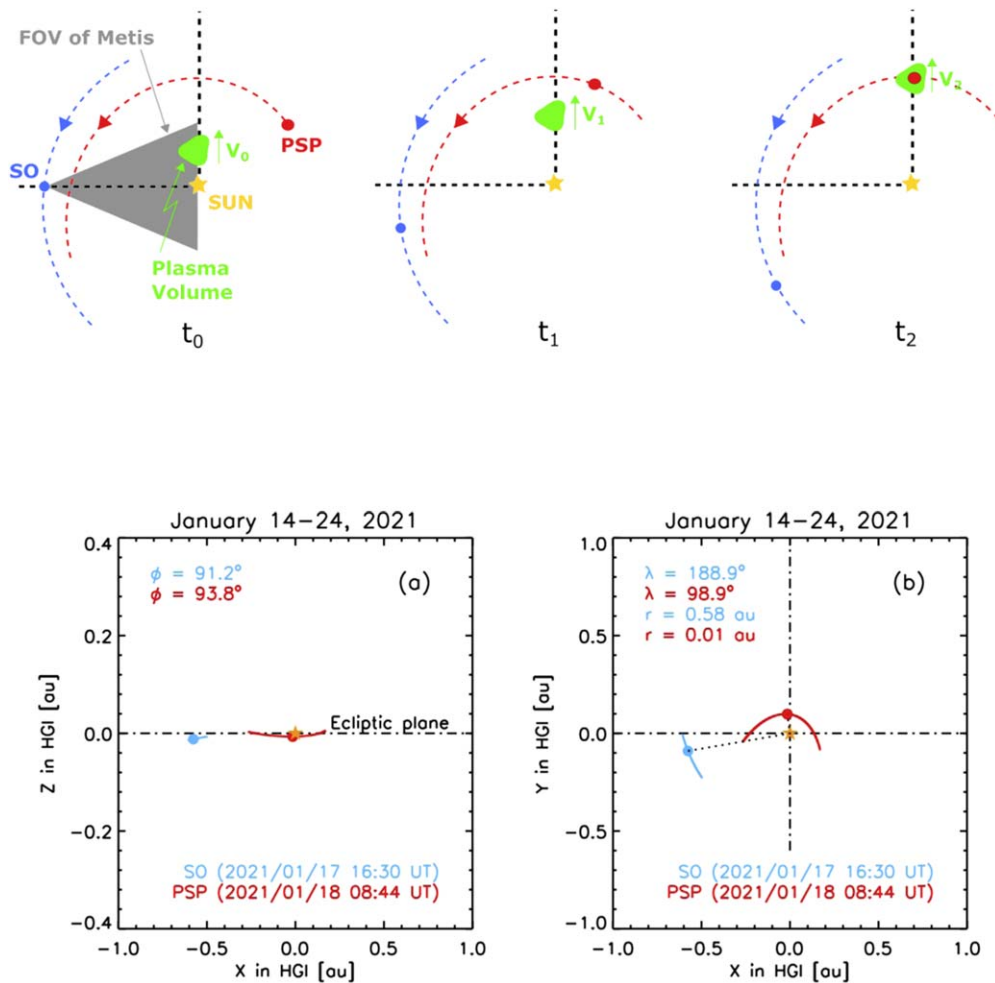 FOV of Metis
V₀
PSP
SO
SUN
Plasma
Volume
t₀
V₁
t₁
V₂
t₂
January 14-24, 2021
0.4
0.2
0.0
-0.2
-0.4
Z in HGI [au]
ϕ = 91.2°
ϕ = 93.8°
(a)
Ecliptic plane
SO (2021/01/17 16:30 UT)
PSP (2021/01/18 08:44 UT)
-1.0 -0.5 0.0 0.5 1.0
X in HGI [au]
January 14-24, 2021
1.0
0.5
0.0
-0.5
-1.0
Y in HGI [au]
λ = 188.9°
λ = 98.9°
r = 0.58 au
r = 0.01 au
(b)
SO (2021/01/17 16:30 UT)
PSP (2021/01/18 08:44 UT)
-1.0 -0.5 0.0 0.5 1.0
X in HGI [au]